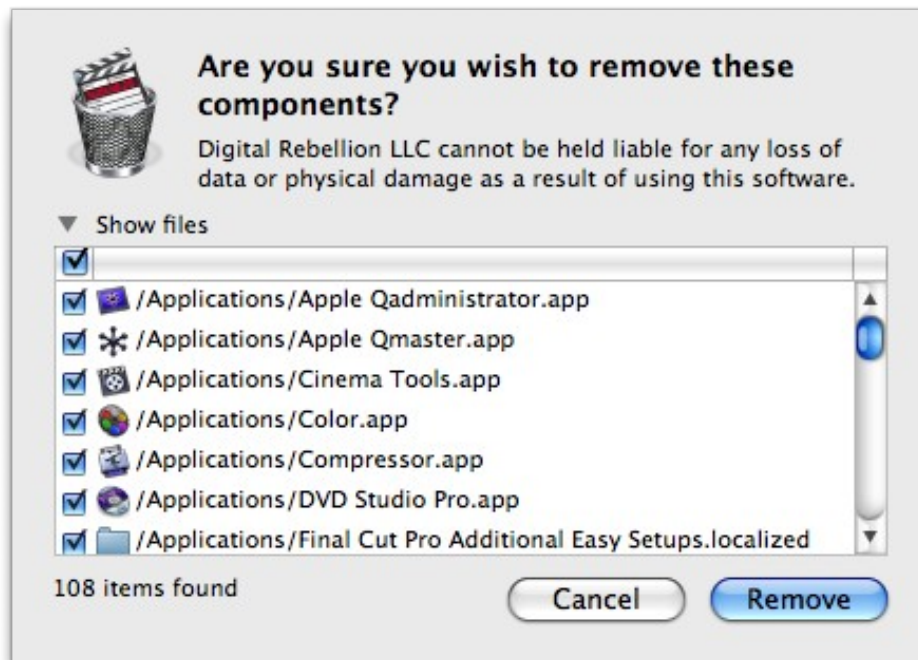 Are you sure you wish to remove these
components?
Digital Rebellion LLC cannot be held liable for any loss of
data or physical damage as a result of using this software.
Show files
/Applications/Apple Qadministrator.app
/Applications/Apple Qmaster.app
/Applications/Cinema Tools.app
/Applications/Color.app
/Applications/Compressor.app
/Applications/DVD Studio Pro.app
/Applications/Final Cut Pro Additional Easy Setups.localized
108 items found
Cancel
Remove